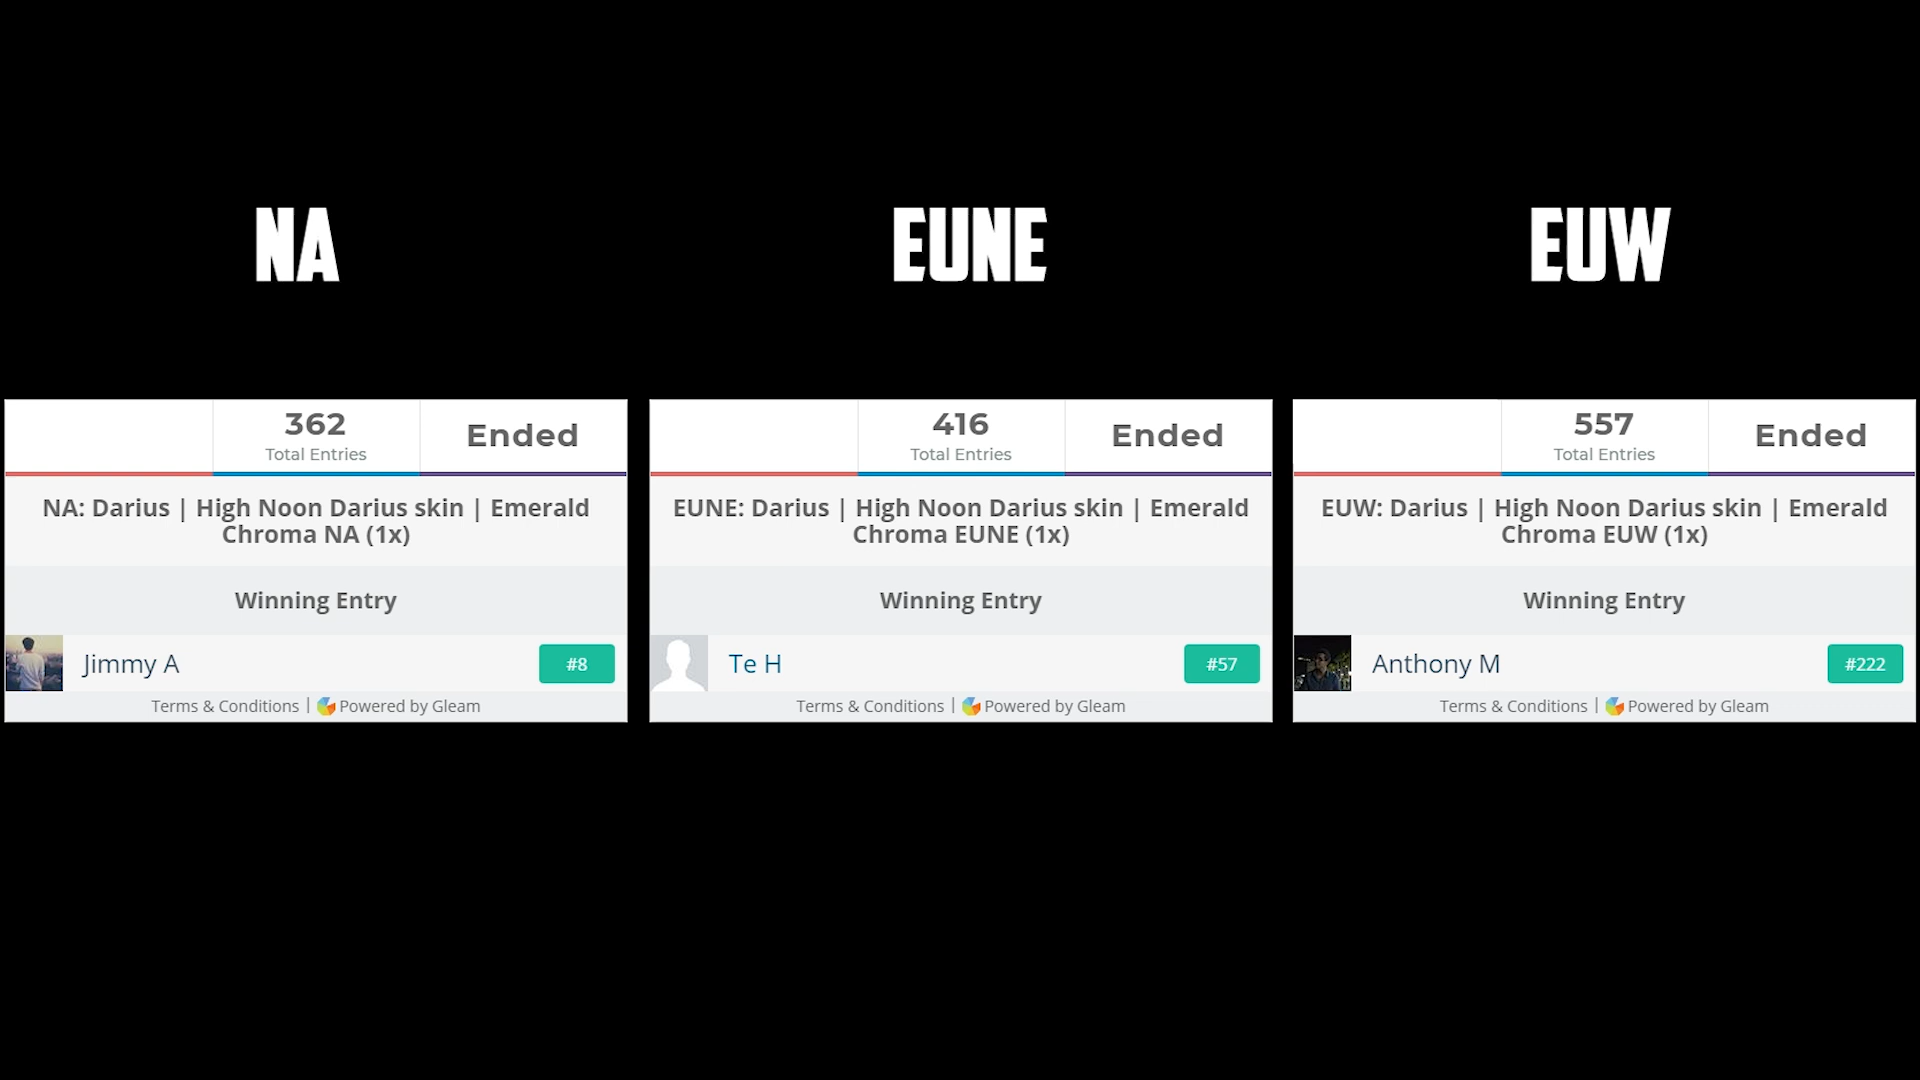 NA
EUNE
EUW
362
Total Entries
Ended
NA: Darius | High Noon Darius skin | Emerald
Chroma NA (1x)
Winning Entry
Jimmy A
#8
Terms & Conditions | Powered by Gleam
416
Total Entries
Ended
EUNE: Darius | High Noon Darius skin | Emerald
Chroma EUNE (1x)
Winning Entry
Te H
#57
Terms & Conditions | Powered by Gleam
557
Total Entries
Ended
EUW: Darius | High Noon Darius skin | Emerald
Chroma EUW (1x)
Winning Entry
Anthony M
#222
Terms & Conditions | Powered by Gleam